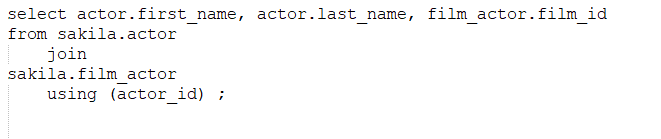 select actor.first_name, actor.last_name, film_actor.film_id
from sakila.actor
    join
sakila.film_actor
    using (actor_id) ;